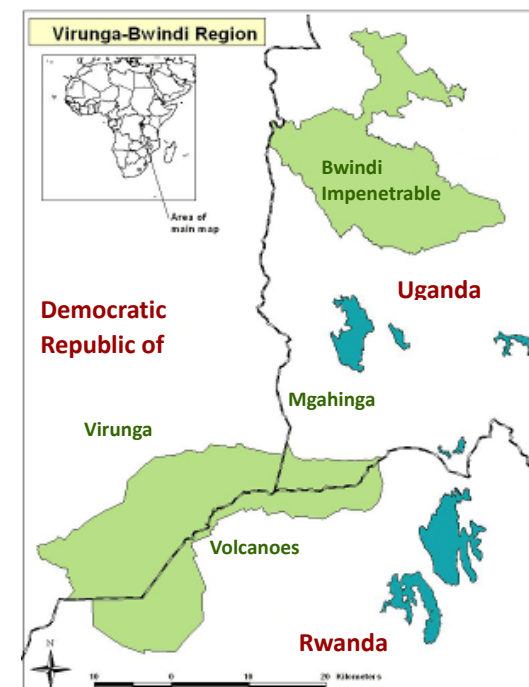 Virunga-Bwindi Region
Area of
main map
Bwindi
Impenetrable
Uganda
Democratic
Republic of
Mgahinga
Virunga
Volcanoes
Rwanda
N
10 0 10 20 Kilometers